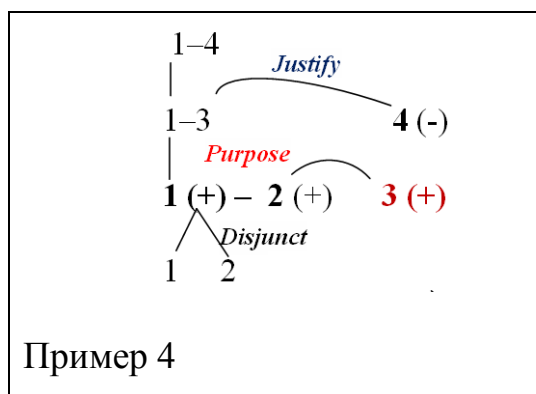 1–4
Justify
1–3 4 (-)
Purpose
1 (+) – 2 (+) 3 (+)
Disjunct
1 2
Пример 4